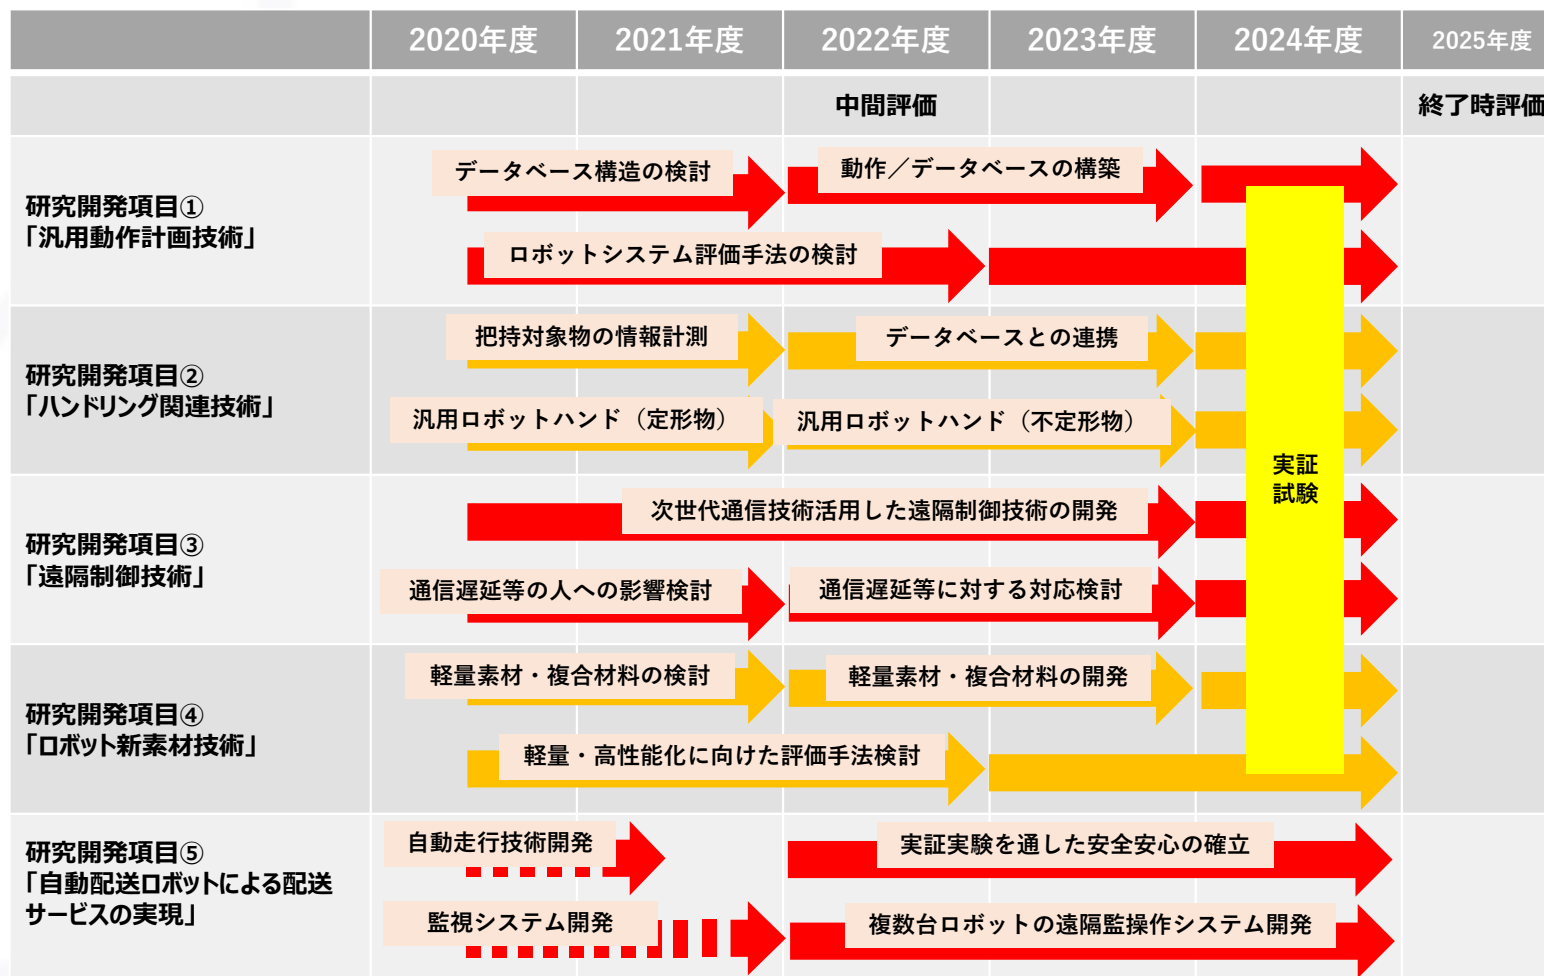 2020年度
2021年度
2022年度
2023年度
2024年度
2025年度
中間評価
終了時評価
研究開発項目①
「汎用動作計画技術」
データベース構造の検討
動作／データベースの構築
ロボットシステム評価手法の検討
研究開発項目②
「ハンドリング関連技術」
把持対象物の情報計測
データベースとの連携
汎用ロボットハンド（定形物）
汎用ロボットハンド（不定形物）
実証
試験
研究開発項目③
「遠隔制御技術」
次世代通信技術活用した遠隔制御技術の開発
通信遅延等の人への影響検討
通信遅延等に対する対応検討
研究開発項目④
「ロボット新素材技術」
軽量素材・複合材料の検討
軽量素材・複合材料の開発
軽量・高性能化に向けた評価手法検討
研究開発項目⑤
「自動配送ロボットによる配送
サービスの実現」
自動走行技術開発
実証実験を通した安全安心の確立
監視システム開発
複数台ロボットの遠隔監操作システム開発